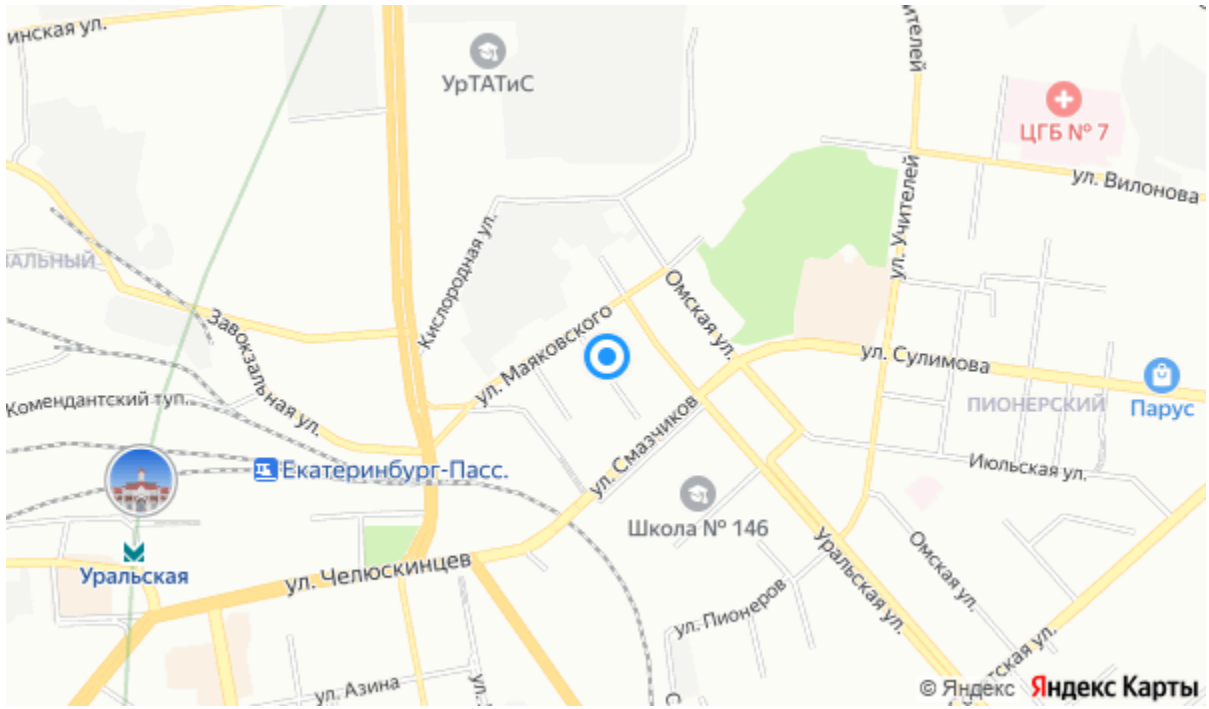 инская ул.
УрТАТиС
ителей
ЦГБ № 7
ул. Вилонова
ул. Учителей
АЛЬНЫЙ
Кислородная ул.
Омская ул.
Завокзальная ул.
ул. Маяковского
ул. Сулимова
Комендантский туп.
ПИОНЕРСКИЙ
Парус
ул. Смазчиков
Екатеринбург-Пасс.
Июльская ул.
Школа № 146
Уральская
ул. Челюскинцев
Уральская ул.
Омская ул.
ул. Пионеров
тская ул.
ул. Азина
ул.
С
© Яндекс Яндекс Карты